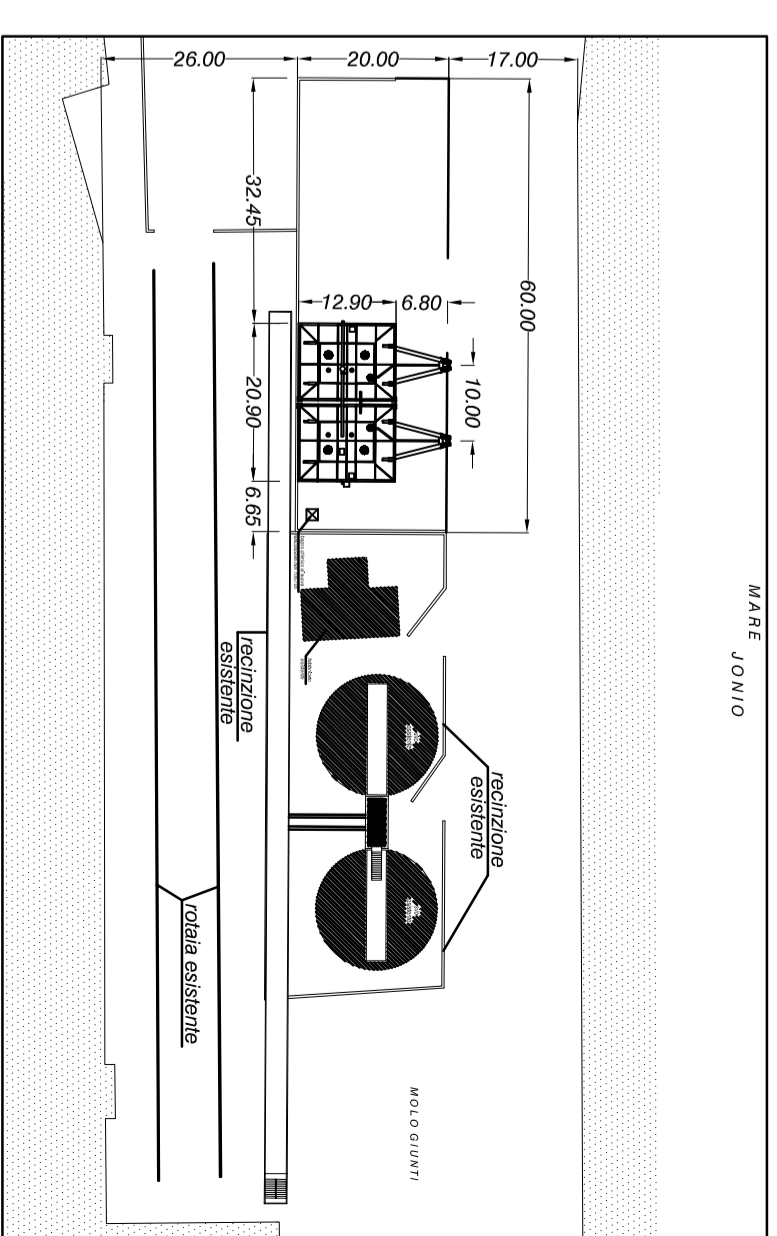 26.00
20.00
17.00
32.45
60.00
12.90
6.80
10.00
20.90
6.65
MARE
JONIO
recinzione
esistente
recinzione
esistente
rotaia esistente
MOLO GIUNTI